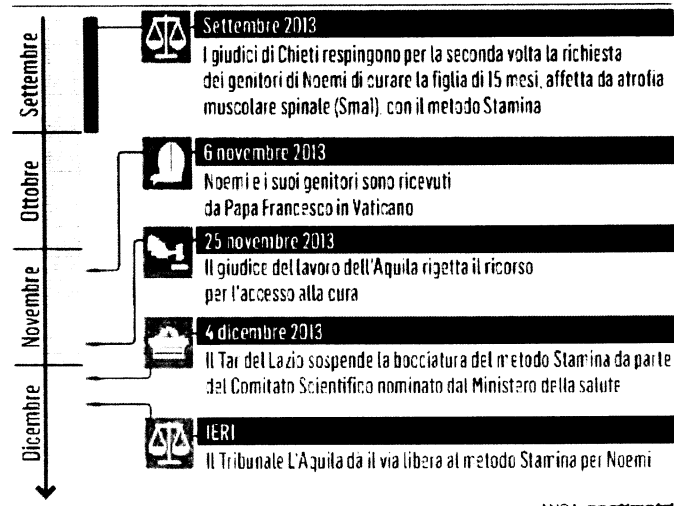 Settembre
Ottobre
Novembre
Dicembre
Settembre 2013
I giudici di Chieti respingono per la seconda volta la richiesta
dei genitori di Noemi di curare la figlia di 15 mesi, affetta da atrofia
muscolare spinale (Sma1), con il metodo Stamina
6 novembre 2013
Noemi e i suoi genitori sono ricevuti
da Papa Francesco in Vaticano
25 novembre 2013
Il giudice del lavoro dell'Aquila rigetta il ricorso
per l'accesso alla cura
4 dicembre 2013
Il Tar del Lazio sospende la bocciatura del metodo Stamina da parte
del Comitato Scientifico nominato dal Ministero della salute
IERI
Il Tribunale L'Aquila dà il via libera al metodo Stamina per Noemi